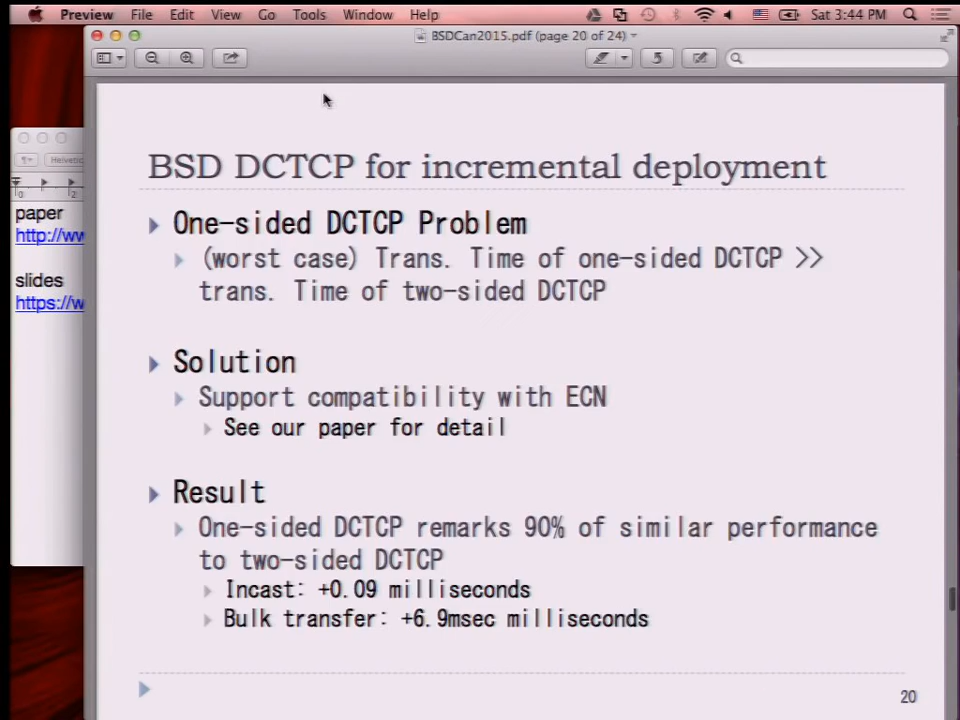 Preview File Edit View Go Tools Window Help Sat 3:44 PM
BSDCan2015.pdf (page 20 of 24)
Helvetic
0 2
paper
http://ww
slides
https://w
BSD DCTCP for incremental deployment
One-sided DCTCP Problem
(worst case) Trans. Time of one-sided DCTCP >>
trans. Time of two-sided DCTCP
Solution
Support compatibility with ECN
See our paper for detail
Result
One-sided DCTCP remarks 90% of similar performance
to two-sided DCTCP
Incast: +0.09 milliseconds
Bulk transfer: +6.9msec milliseconds
20